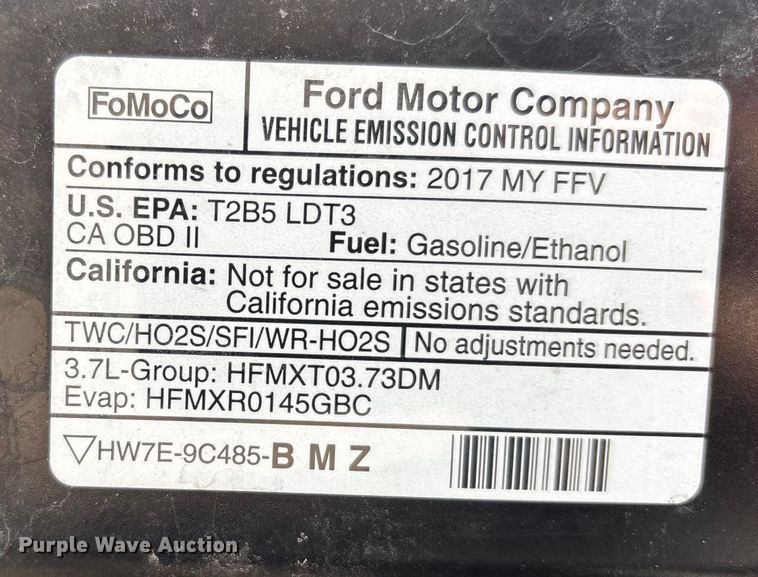 FoMoCo
Ford Motor Company
VEHICLE EMISSION CONTROL INFORMATION
Conforms to regulations: 2017 MY FFV
U.S. EPA: T2B5 LDT3
CA OBD II Fuel: Gasoline/Ethanol
California: Not for sale in states with
California emissions standards.
TWC/HO2S/SFI/WR-HO2S No adjustments needed.
3.7L-Group: HFMXT03.73DM
Evap: HFMXR0145GBC
HW7E-9C485-B M Z
Purple Wave Auction